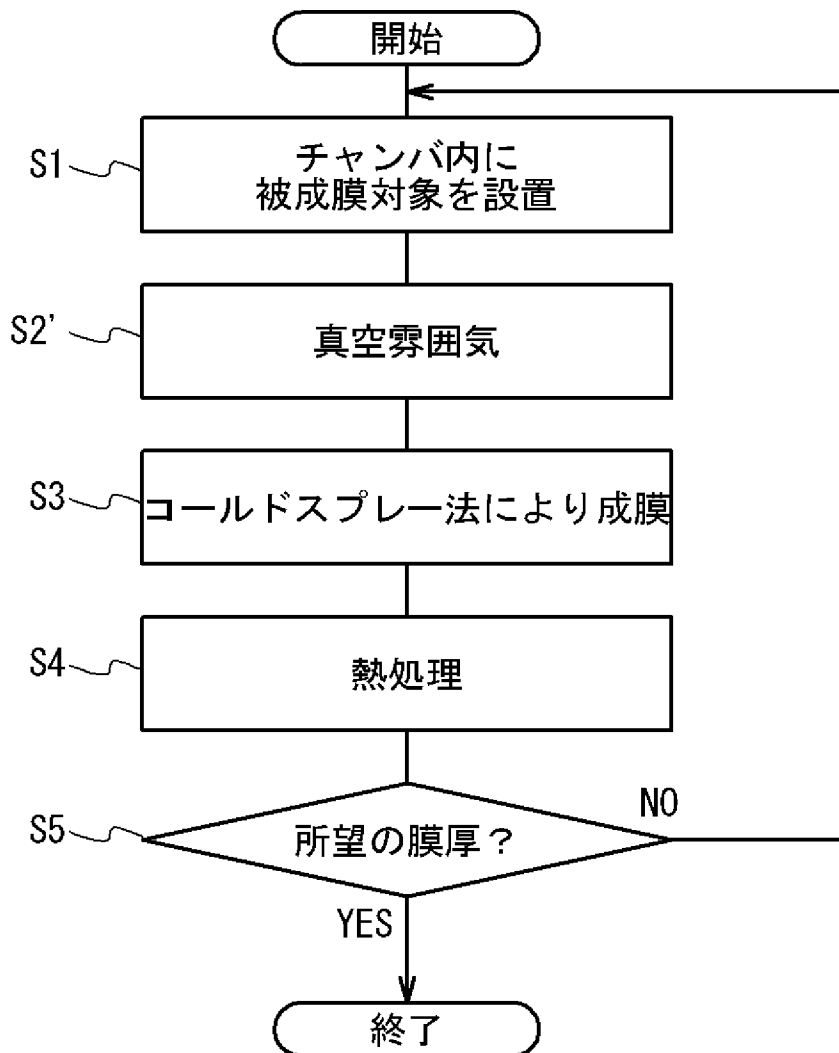 開始
S1
チャンバ内に
被成膜対象を設置
S2'
真空雰囲気
S3
コールドスプレー法により成膜
S4
熱処理
S5
所望の膜厚?
NO
YES
終了